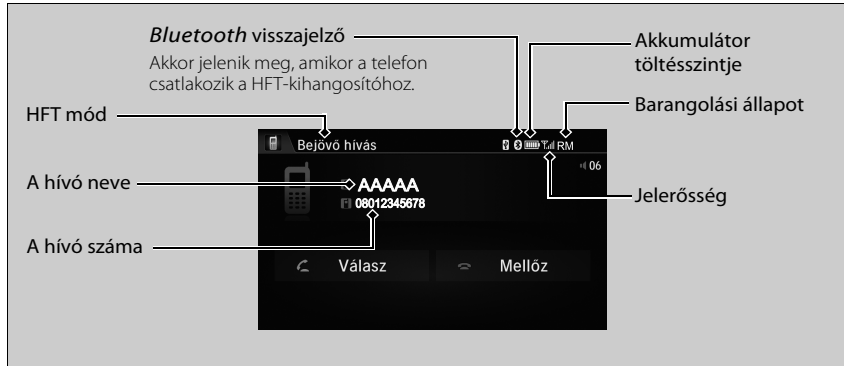 Bluetooth visszajelző
Akkor jelenik meg, amikor a telefon
csatlakozik a HFT-kihangosítóhoz.
Akkumulátor
töltésszintje
Barangolási állapot
HFT mód
Bejövő hívás
RM
06
A hívó neve
AAAAA
Jelerősség
08012345678
A hívó száma
Válasz
Mellőz